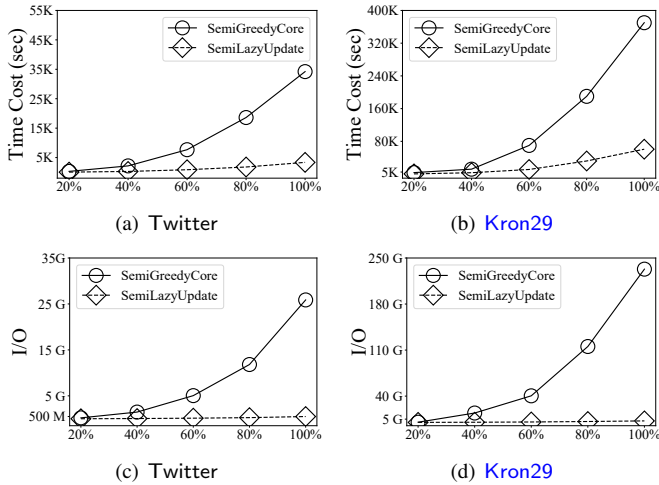 55K
45K
35K
25K
15K
5K
Time Cost (sec)
SemiGreedyCore
SemiLazyUpdate
20% 40% 60% 80% 100%
(a) Twitter
400K
320K
240K
160K
80K
5K
Time Cost (sec)
SemiGreedyCore
SemiLazyUpdate
20% 40% 60% 80% 100%
(b) Kron29
35G
25 G
15 G
5 G
500 M
I/O
SemiGreedyCore
SemiLazyUpdate
20% 40% 60% 80% 100%
(c) Twitter
250 G
180 G
110 G
40 G
5 G
I/O
SemiGreedyCore
SemiLazyUpdate
20% 40% 60% 80% 100%
(d) Kron29